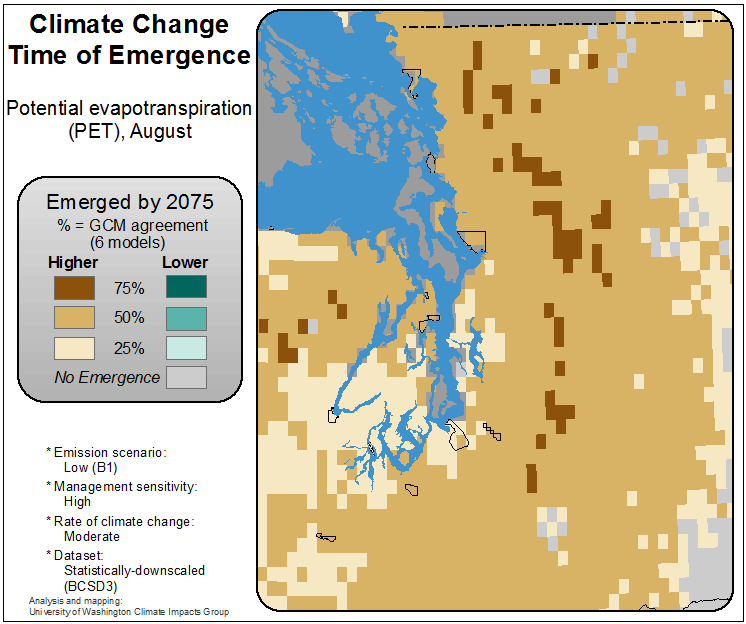 Climate Change
Time of Emergence
Potential evapotranspiration
(PET), August
Emerged by 2075
% = GCM agreement
(6 models)
Higher Lower
75%
50%
25%
No Emergence
* Emission scenario:
Low (B1)
* Management sensitivity:
High
* Rate of climate change:
Moderate
* Dataset:
Statistically-downscaled
(BCSD3)
Analysis and mapping:
University of Washington Climate Impacts Group